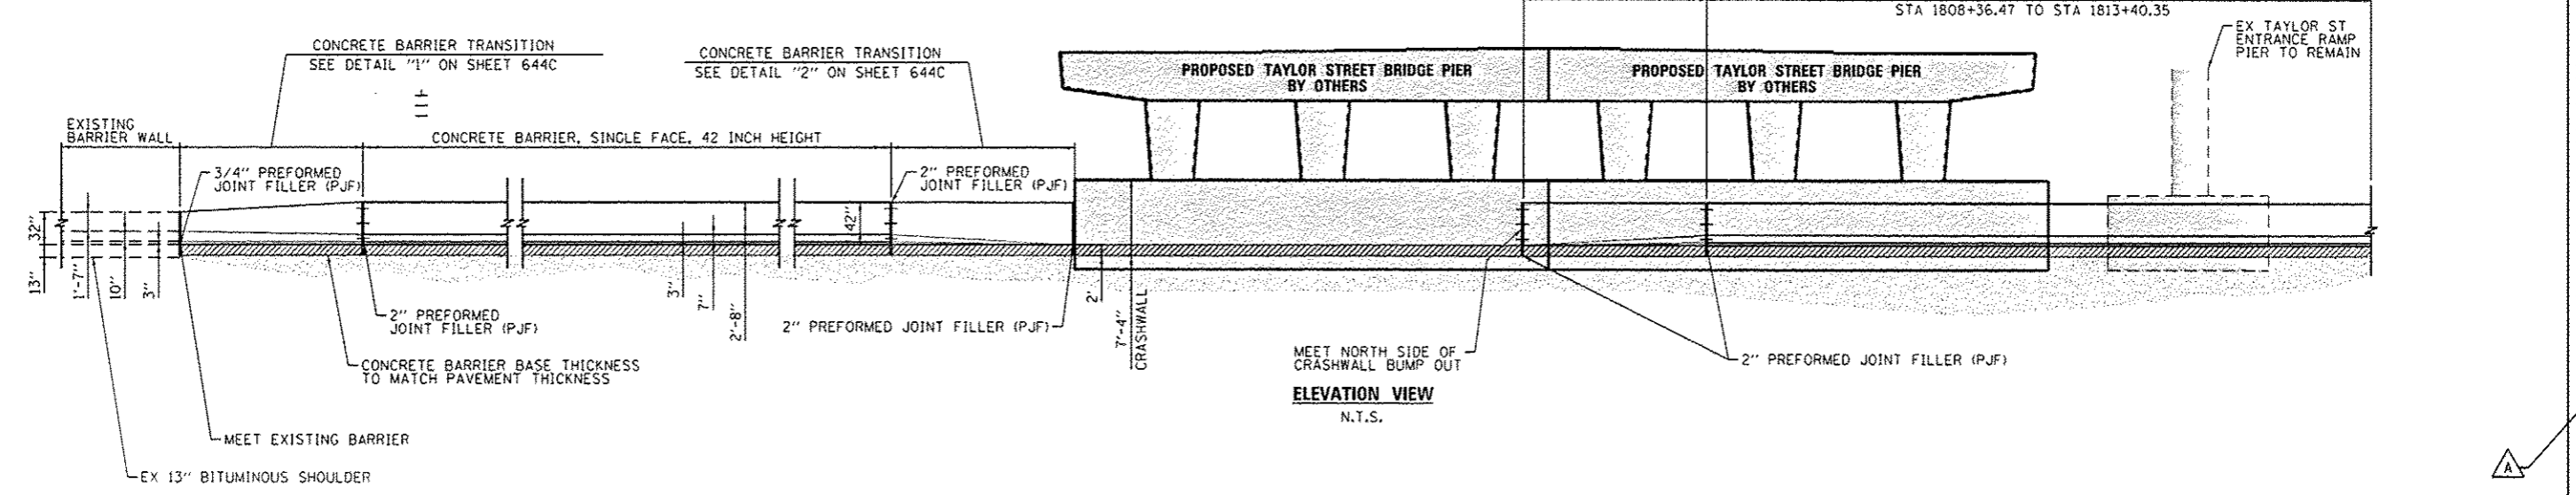 STA 1808+36.47 TO STA 1813+40.35
EX TAYLOR ST
ENTRANCE RAMP
PIER TO REMAIN
CONCRETE BARRIER TRANSITION
SEE DETAIL "1" ON SHEET 644C
CONCRETE BARRIER TRANSITION
SEE DETAIL "2" ON SHEET 644C
PROPOSED TAYLOR STREET BRIDGE PIER
BY OTHERS
PROPOSED TAYLOR STREET BRIDGE PIER
BY OTHERS
EXISTING
BARRIER WALL
CONCRETE BARRIER, SINGLE FACE, 42 INCH HEIGHT
3/4" PREFORMED
JOINT FILLER (PJF)
2" PREFORMED
JOINT FILLER (PJF)
32"
42"
13"
1'-7"
10"
3"
3"
7"
2'-8"
2'
7'-4"
CRASHWALL
2" PREFORMED
JOINT FILLER (PJF)
2" PREFORMED JOINT FILLER (PJF)
CONCRETE BARRIER BASE THICKNESS
TO MATCH PAVEMENT THICKNESS
MEET NORTH SIDE OF
CRASHWALL BUMP OUT
2" PREFORMED JOINT FILLER (PJF)
ELEVATION VIEW
N.T.S.
MEET EXISTING BARRIER
EX 13" BITUMINOUS SHOULDER
A